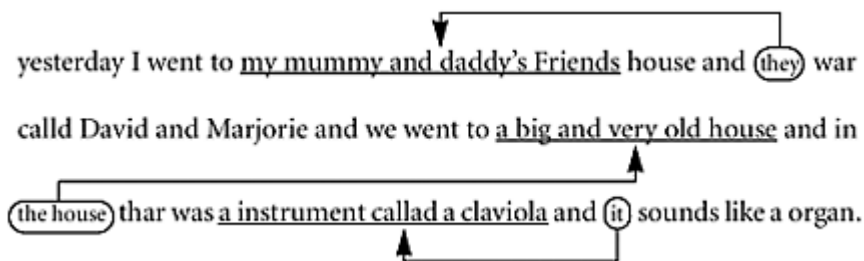 yesterday I went to my mummy and daddy's Friends house and they war
calld David and Marjorie and we went to a big and very old house and in
the house thar was a instrument callad a claviola and it sounds like a organ.